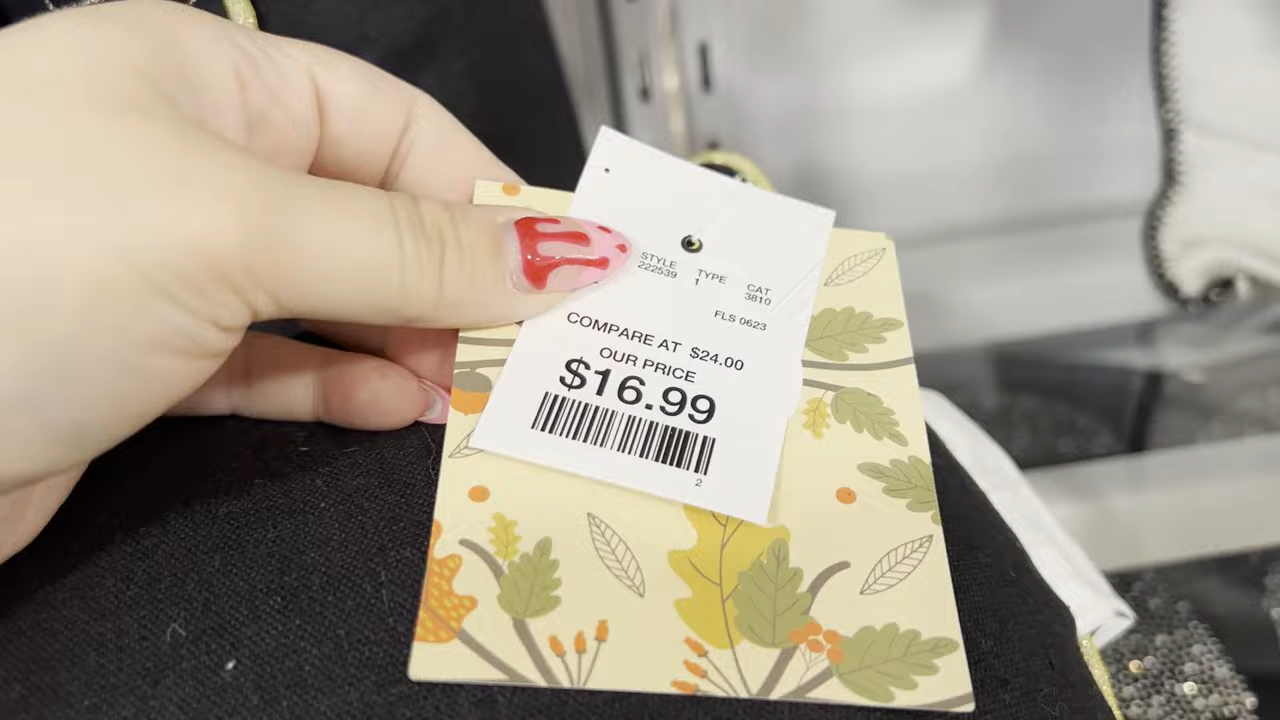 STYLE TYPE CAT
222539 1 3810
FLS 0623
COMPARE AT $24.00
OUR PRICE
$16.99
2